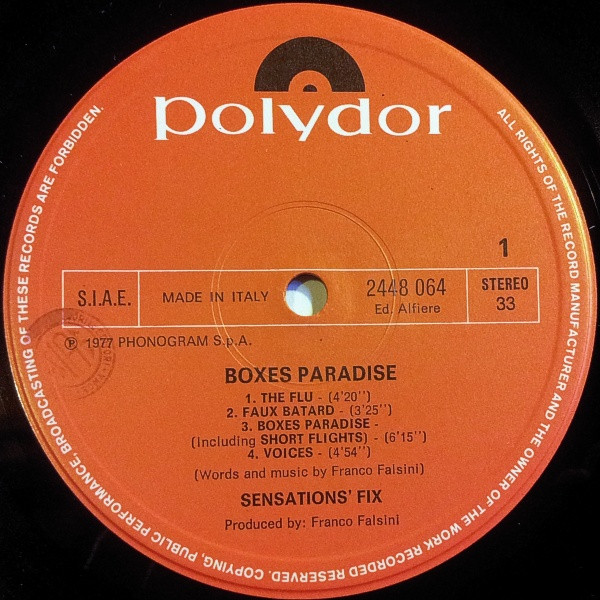 polydor
ALL RIGHTS OF THE RECORD MANUFACTURER AND THE OWNER OF THE WORK RECORDED RESERVED. COPYING, PUBLIC PERFORMANCE, BROADCASTING OF THESE RECORDS ARE FORBIDDEN.
1
S.I.A.E.
MADE IN ITALY
2448 064
Ed. Alfiere
STEREO
33
Ⓟ 1977 PHONOGRAM S.p.A.
BOXES PARADISE
1. THE FLU - (4'20'')
2. FAUX BATARD - (3'25'')
3. BOXES PARADISE -
(Including SHORT FLIGHTS) - (6'15'')
4. VOICES - (4'54'')
(Words and music by Franco Falsini)
SENSATIONS' FIX
Produced by: Franco Falsini